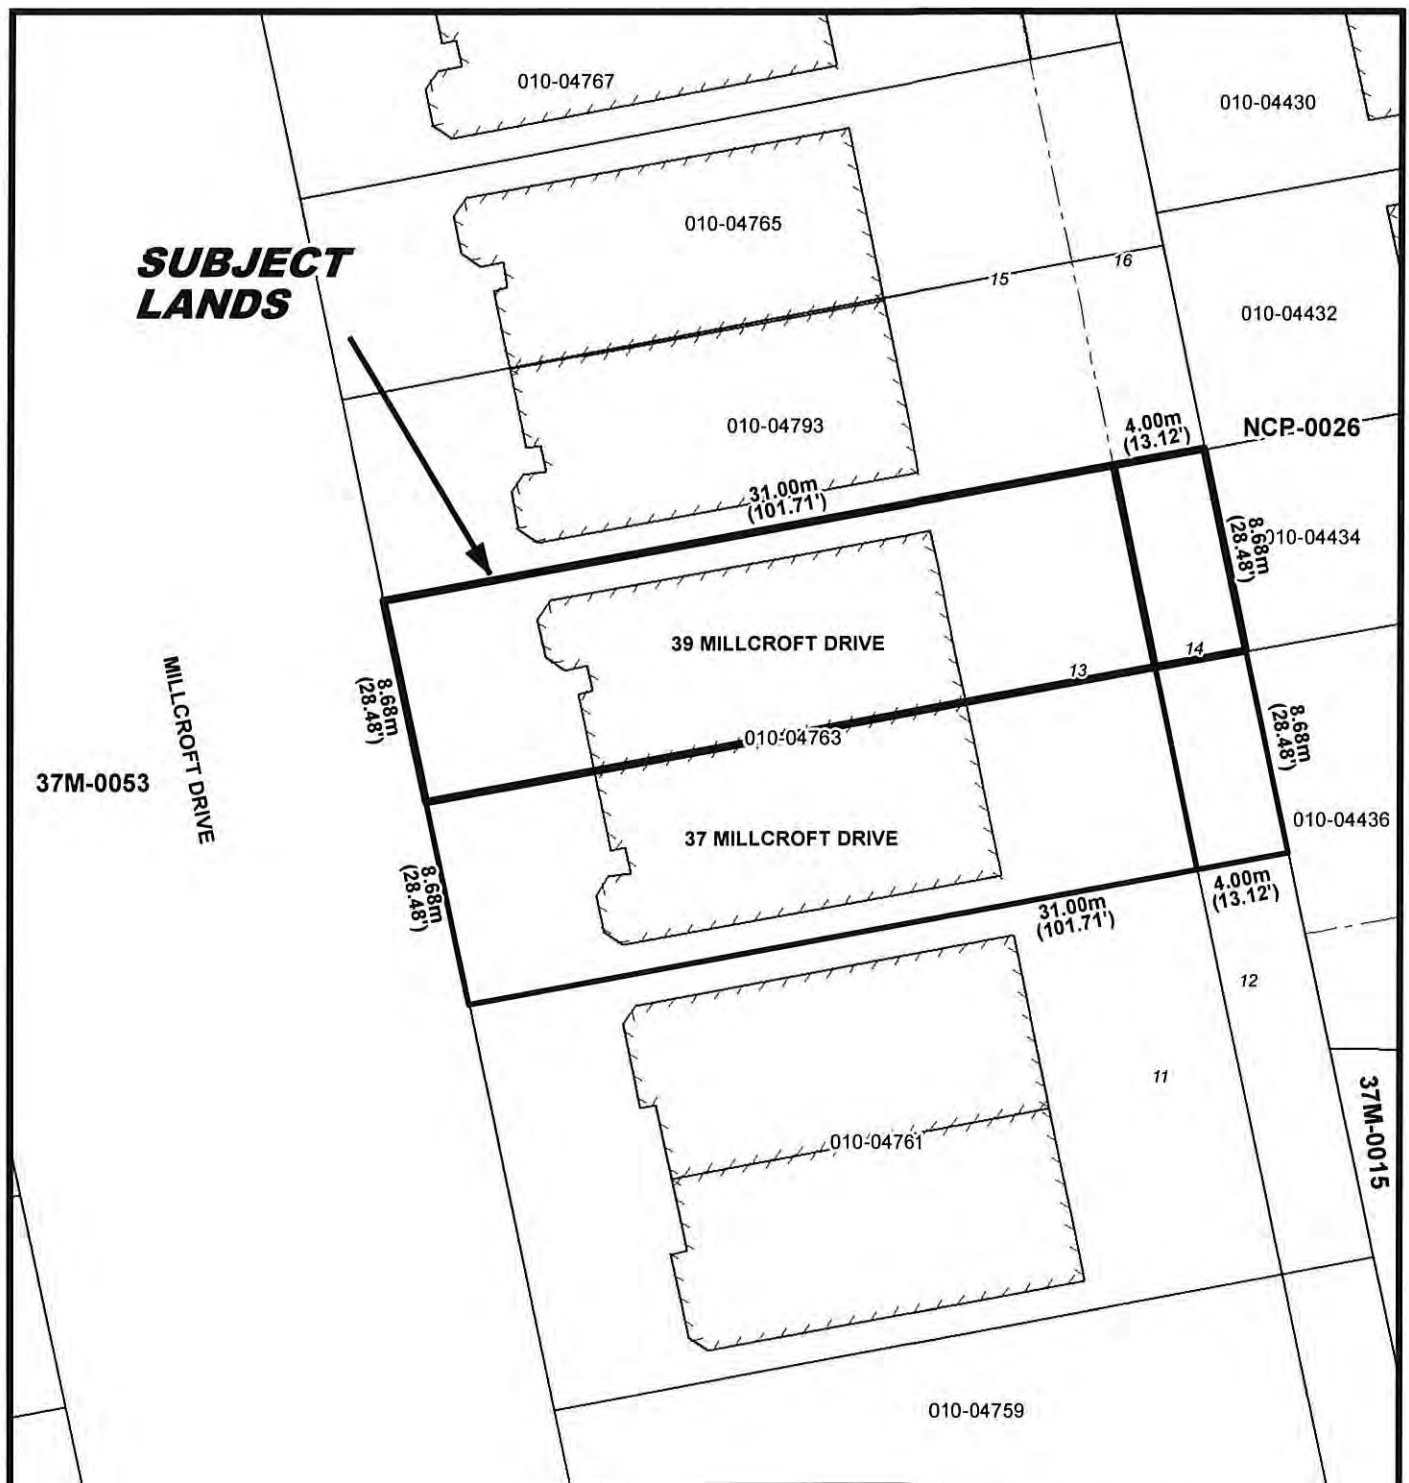 010-04767
010-04430
010-04765
SUBJECT
LANDS
15
16
010-04432
010-04793
4.00m
(13.12')
NCP-0026
31.00m
(101.71')
8.68m
(28.48')
010-04434
39 MILLCROFT DRIVE
13
14
MILLCROFT DRIVE
8.68m
(28.48')
8.68m
(28.48')
010-04763
37M-0053
37 MILLCROFT DRIVE
010-04436
8.68m
(28.48')
4.00m
(13.12')
31.00m
(101.71')
12
11
37M-0015
010-04761
010-04759